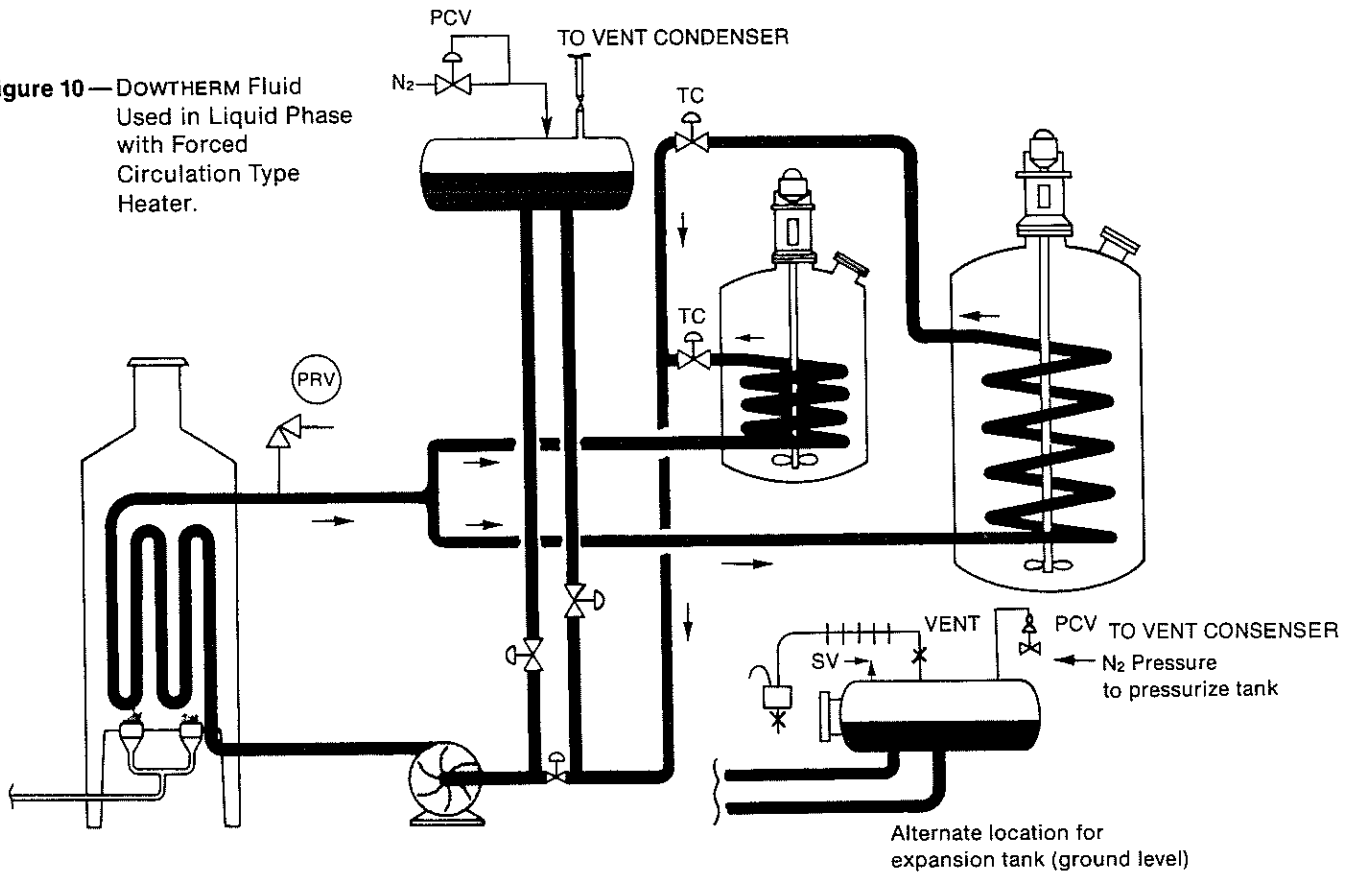 igure 10—DOWTHERM Fluid
Used in Liquid Phase
with Forced
Circulation Type
Heater.
PCV
N₂
TO VENT CONDENSER
TC
TC
PRV
VENT
PCV
TO VENT CONSENSER
SV
N₂ Pressure
to pressurize tank
Alternate location for
expansion tank (ground level)